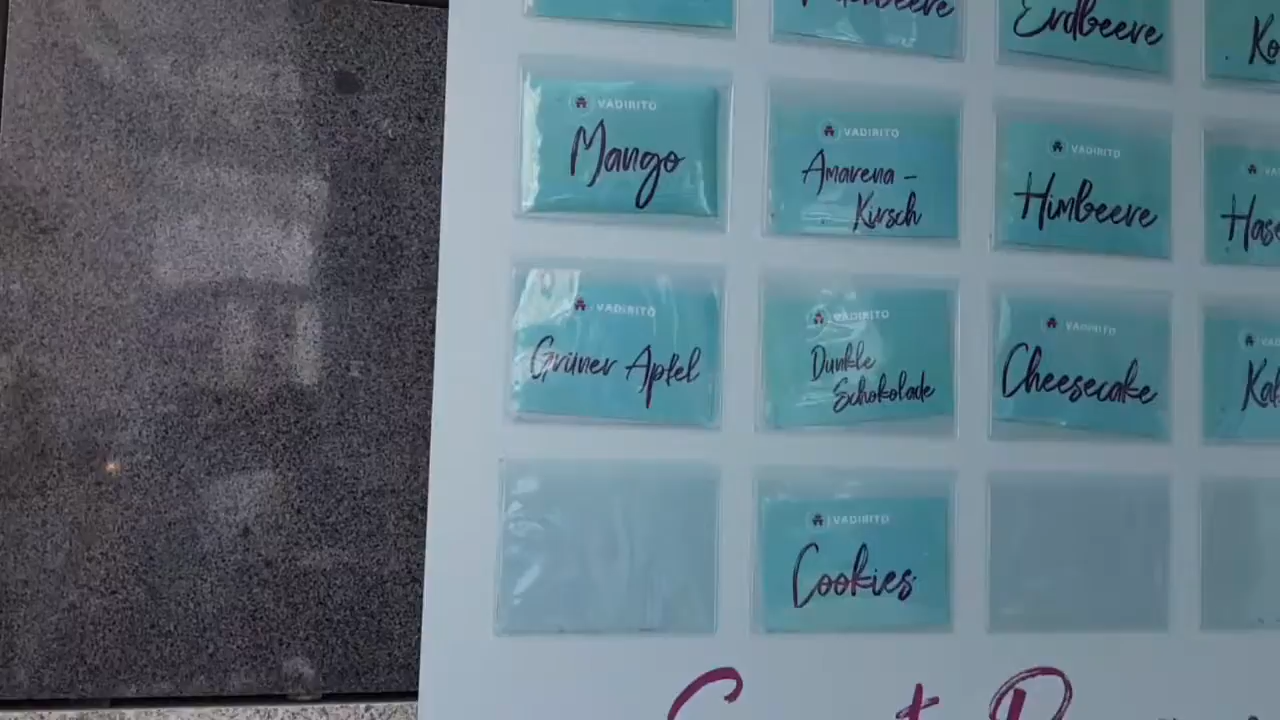 Erdbeere
VADIRITO
Mango
VADIRITO
Amarena –
Kirsch
VADIRITO
Himbeere
VADIRITO
Grüner Apfel
VADIRITO
Dunkle
Schokolade
VADIRITO
Cheesecake
VADIRITO
Cookies